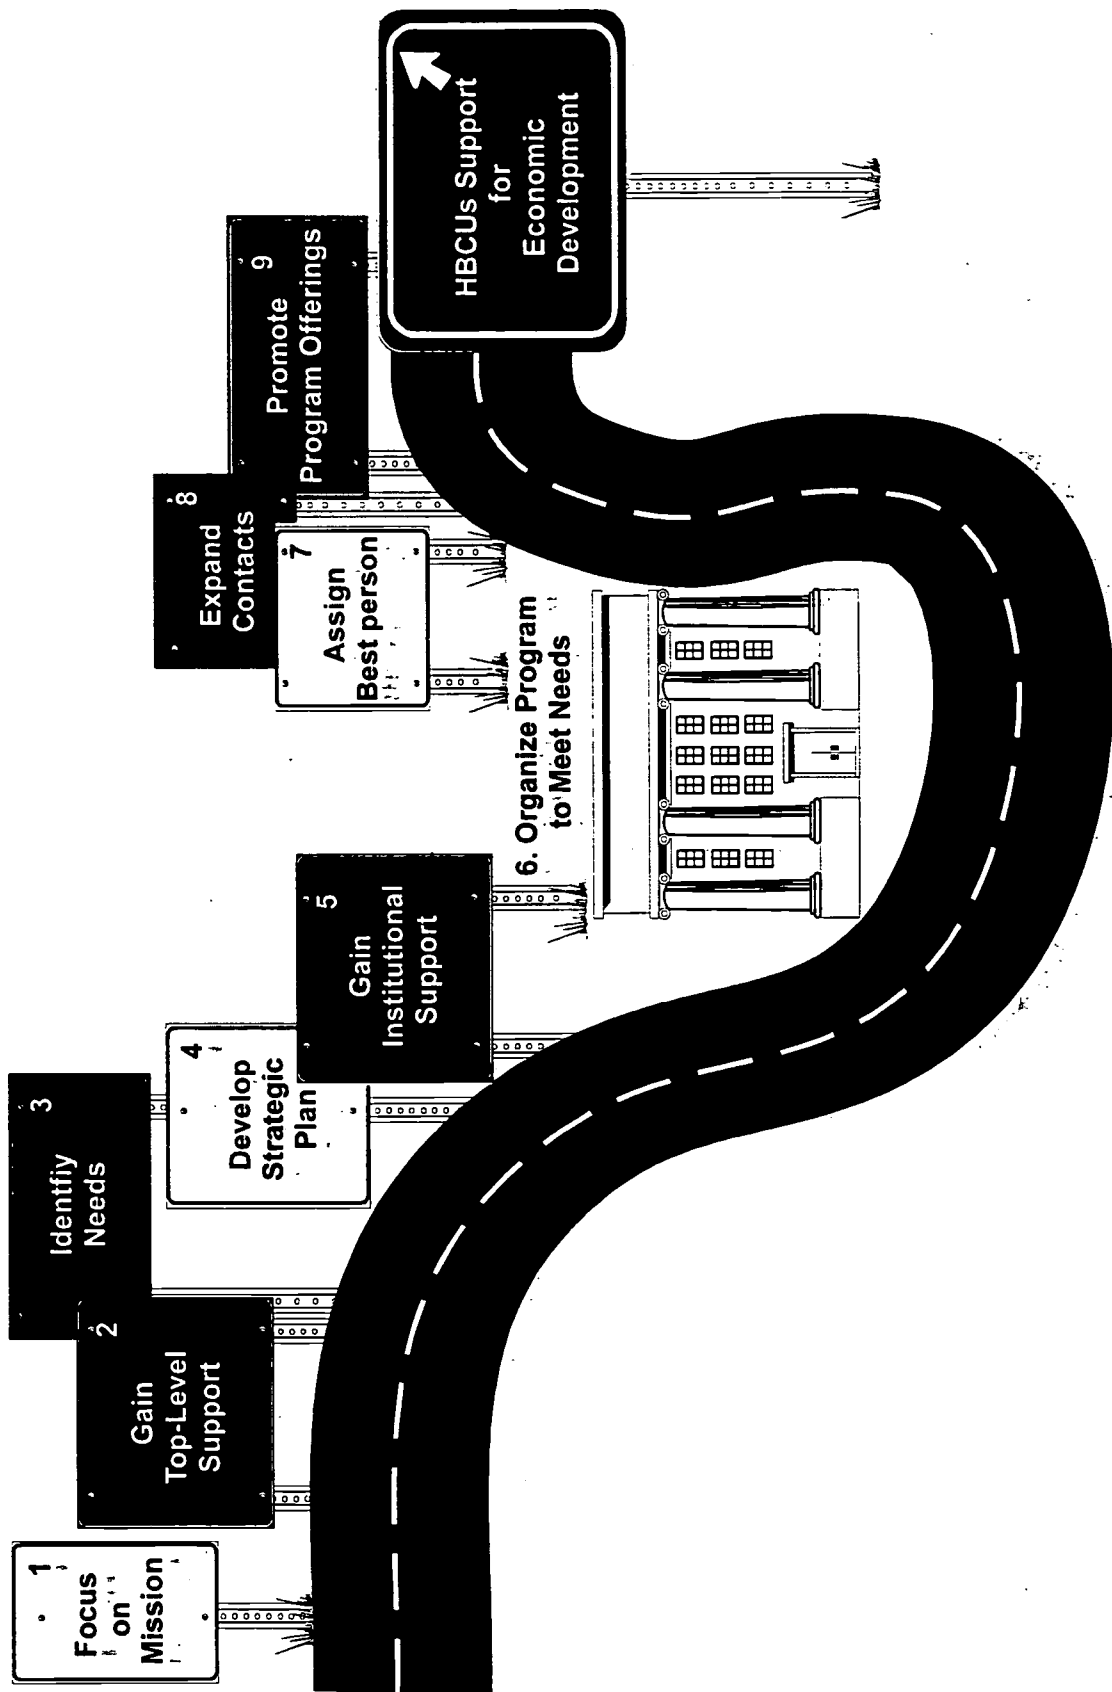 1
Focus
on
Mission
2
Gain
Top-Level
Support
3
Identfiy
Needs
4
Develop
Strategic
Plan
5
Gain
Institutional
Support
6. Organize Program
to Meet Needs
7
Assign
Best person
8
Expand
Contacts
9
Promote
Program Offerings
HBCUs Support
for
Economic
Development